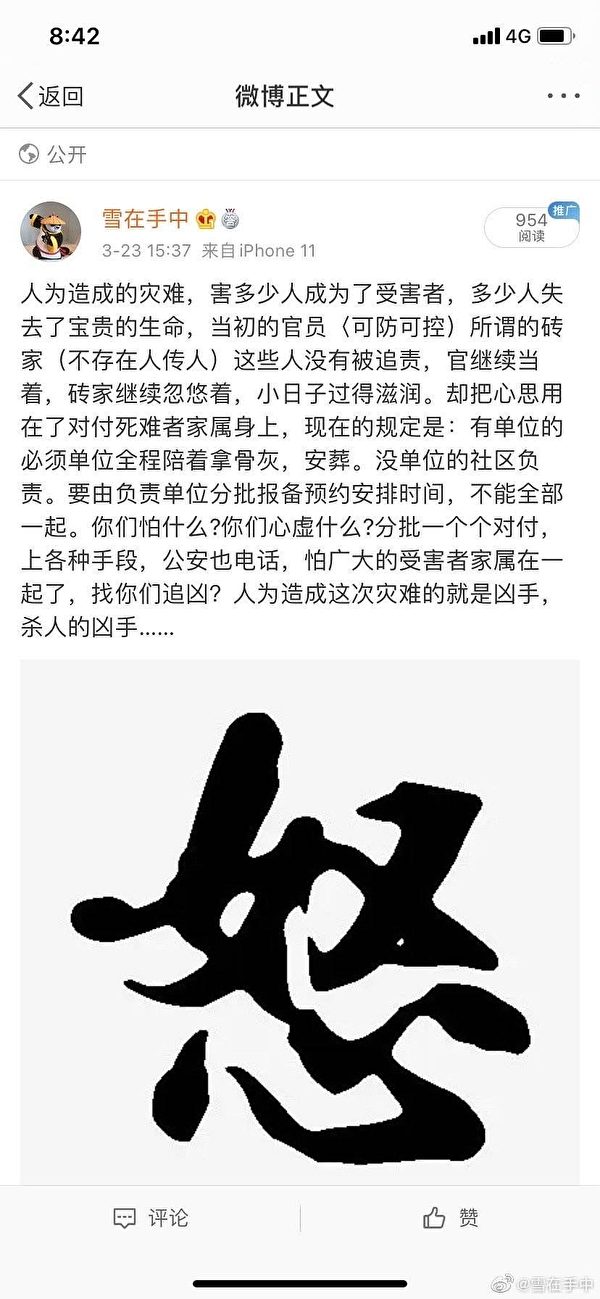 8:42
4G
返回
微博正文
公开
雪在手中
推广
954
阅读
3-23 15:37 来自iPhone 11
人为造成的灾难，害多少人成为了受害者，多少人失
去了宝贵的生命，当初的官员（可防可控）所谓的砖
家（不存在人传人）这些人没有被追责，官继续当
着，砖家继续忽悠着，小日子过得滋润。却把心思用
在了对付死难者家属身上，现在的规定是：有单位的
必须单位全程陪着拿骨灰，安葬。没单位的社区负
责。要由负责单位分批报备预约安排时间，不能全部
一起。你们怕什么?你们心虚什么?分批一个个对付，
上各种手段，公安也电话，怕广大的受害者家属在一
起了，找你们追凶？人为造成这次灾难的就是凶手，
杀人的凶手……
怒
评论
赞
@雪在手中